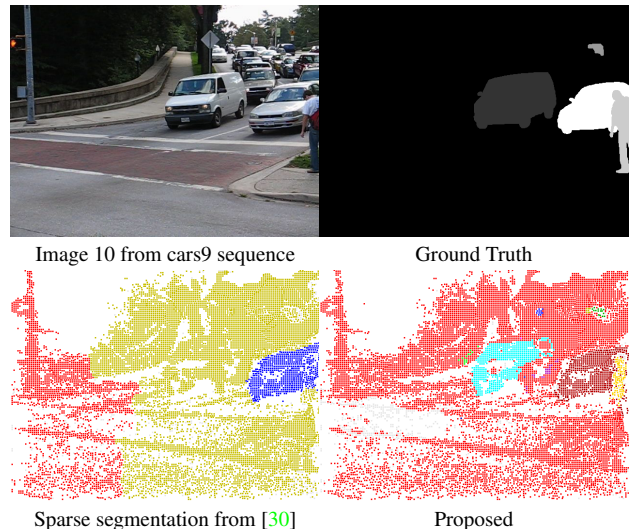 Image 10 from cars9 sequence
Ground Truth
Sparse segmentation from [30]
Proposed